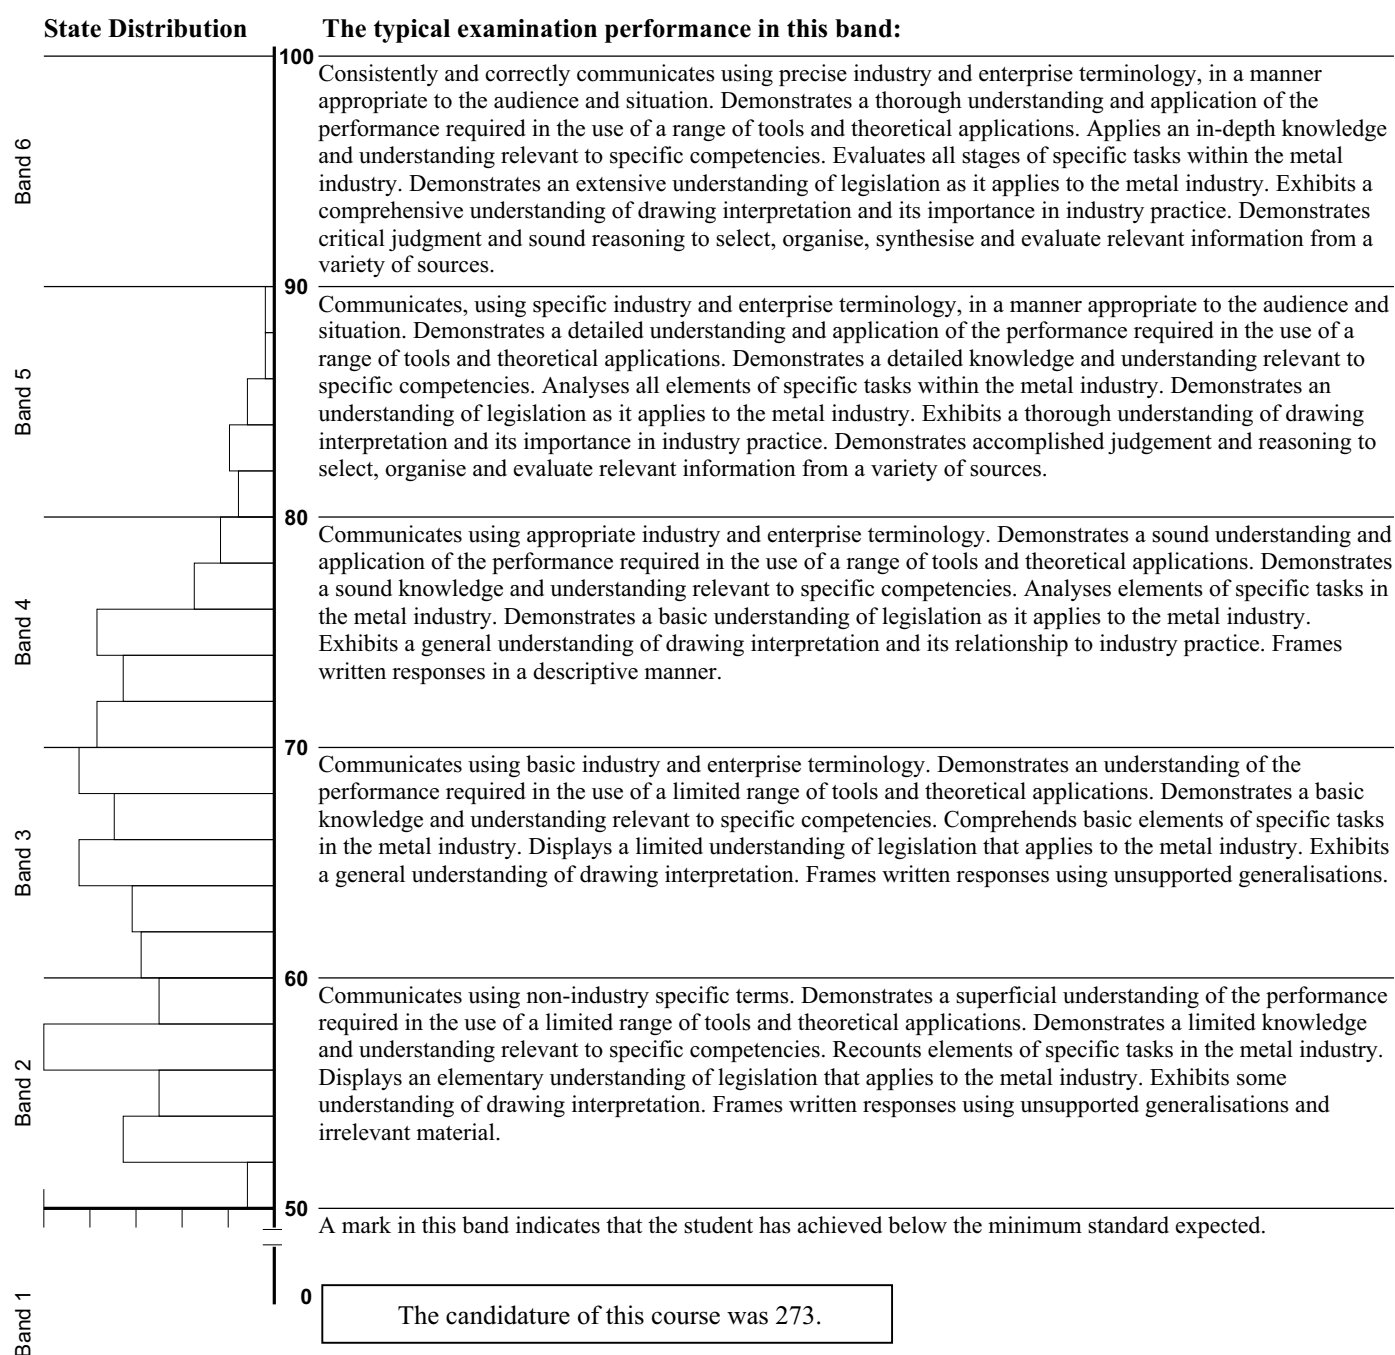 State Distribution
The typical examination performance in this band:
100
Band 6
Consistently and correctly communicates using precise industry and enterprise terminology, in a manner
appropriate to the audience and situation. Demonstrates a thorough understanding and application of the
performance required in the use of a range of tools and theoretical applications. Applies an in-depth knowledge
and understanding relevant to specific competencies. Evaluates all stages of specific tasks within the metal
industry. Demonstrates an extensive understanding of legislation as it applies to the metal industry. Exhibits a
comprehensive understanding of drawing interpretation and its importance in industry practice. Demonstrates
critical judgment and sound reasoning to select, organise, synthesise and evaluate relevant information from a
variety of sources.
90
Band 5
Communicates, using specific industry and enterprise terminology, in a manner appropriate to the audience and
situation. Demonstrates a detailed understanding and application of the performance required in the use of a
range of tools and theoretical applications. Demonstrates a detailed knowledge and understanding relevant to
specific competencies. Analyses all elements of specific tasks within the metal industry. Demonstrates an
understanding of legislation as it applies to the metal industry. Exhibits a thorough understanding of drawing
interpretation and its importance in industry practice. Demonstrates accomplished judgement and reasoning to
select, organise and evaluate relevant information from a variety of sources.
80
Band 4
Communicates using appropriate industry and enterprise terminology. Demonstrates a sound understanding and
application of the performance required in the use of a range of tools and theoretical applications. Demonstrates
a sound knowledge and understanding relevant to specific competencies. Analyses elements of specific tasks in
the metal industry. Demonstrates a basic understanding of legislation as it applies to the metal industry.
Exhibits a general understanding of drawing interpretation and its relationship to industry practice. Frames
written responses in a descriptive manner.
70
Band 3
Communicates using basic industry and enterprise terminology. Demonstrates an understanding of the
performance required in the use of a limited range of tools and theoretical applications. Demonstrates a basic
knowledge and understanding relevant to specific competencies. Comprehends basic elements of specific tasks
in the metal industry. Displays a limited understanding of legislation that applies to the metal industry. Exhibits
a general understanding of drawing interpretation. Frames written responses using unsupported generalisations.
60
Band 2
Communicates using non-industry specific terms. Demonstrates a superficial understanding of the performance
required in the use of a limited range of tools and theoretical applications. Demonstrates a limited knowledge
and understanding relevant to specific competencies. Recounts elements of specific tasks in the metal industry.
Displays an elementary understanding of legislation that applies to the metal industry. Exhibits some
understanding of drawing interpretation. Frames written responses using unsupported generalisations and
irrelevant material.
50
A mark in this band indicates that the student has achieved below the minimum standard expected.
0
Band 1
The candidature of this course was 273.